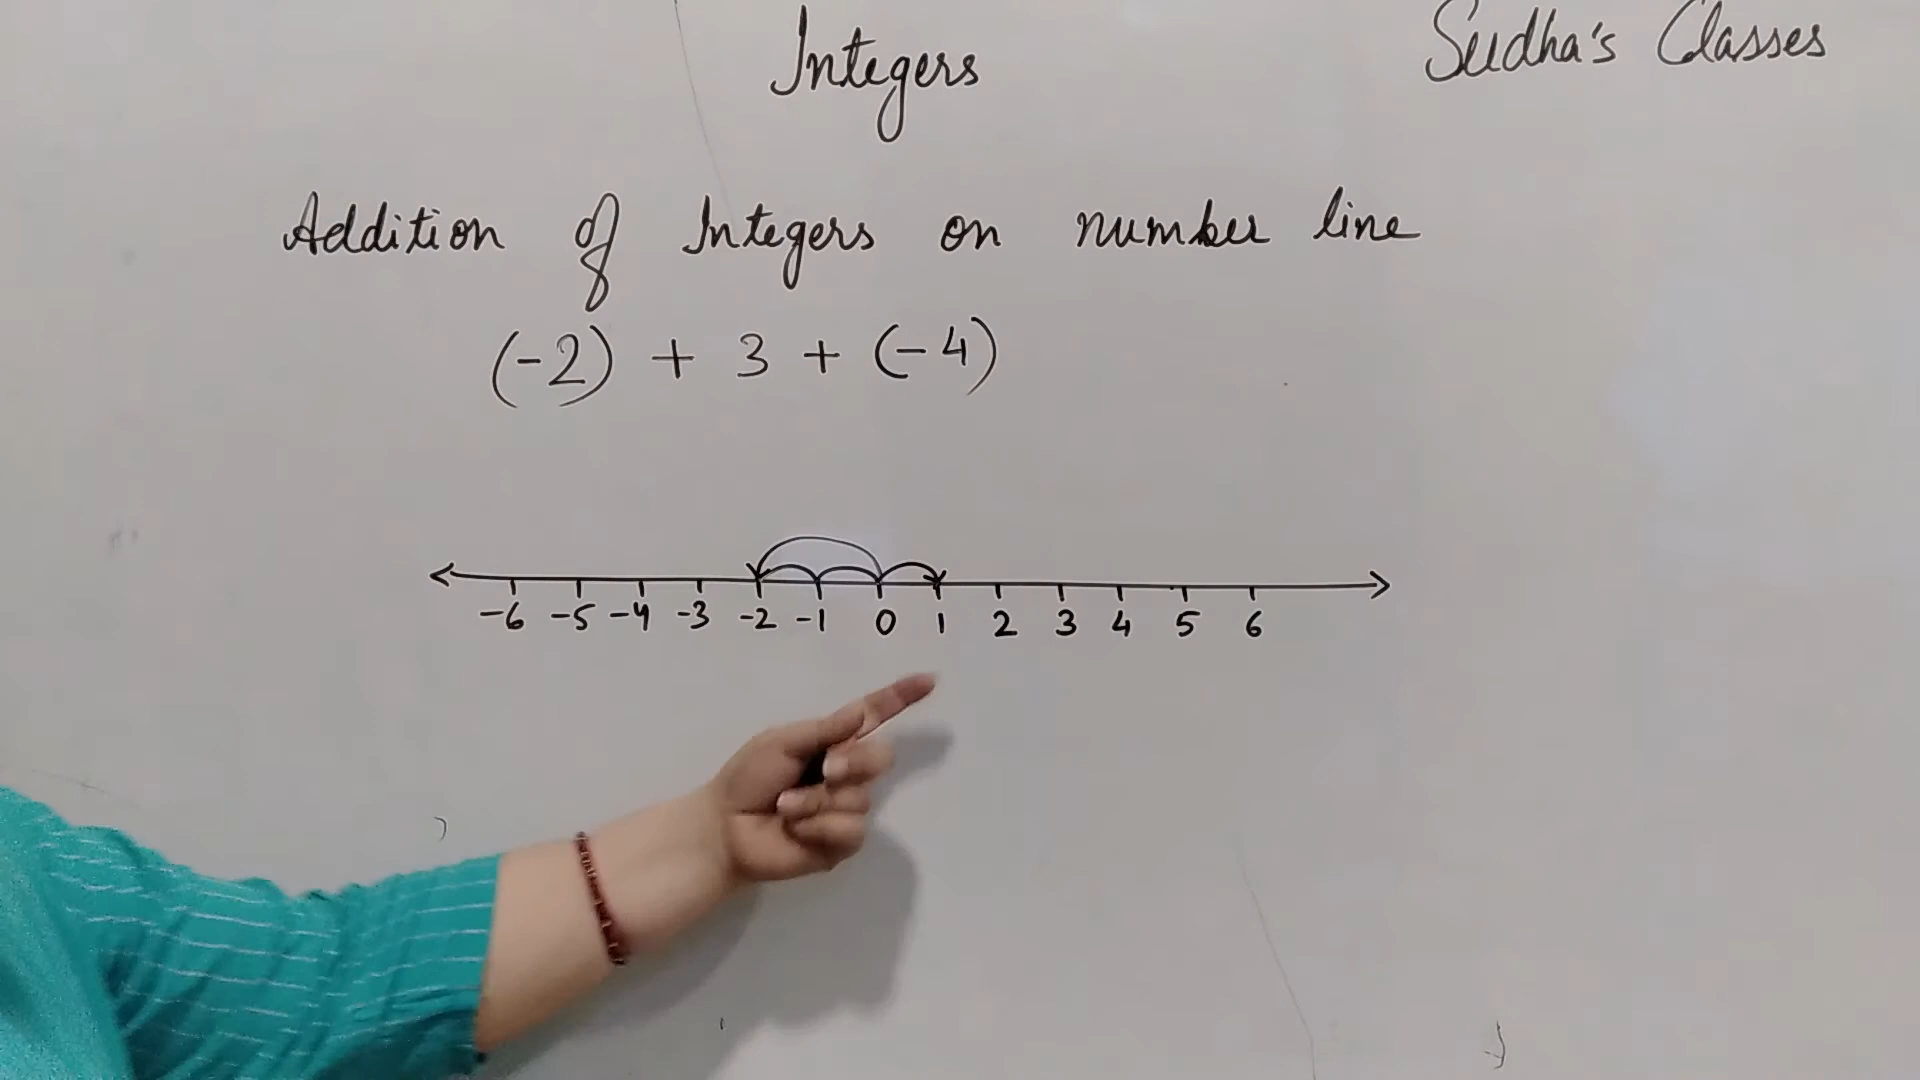 Integers
Sudha's Classes
Addition of Integers on number line
(-2) + 3 + (-4)
-6 -5 -4 -3 -2 -1 0 1 2 3 4 5 6